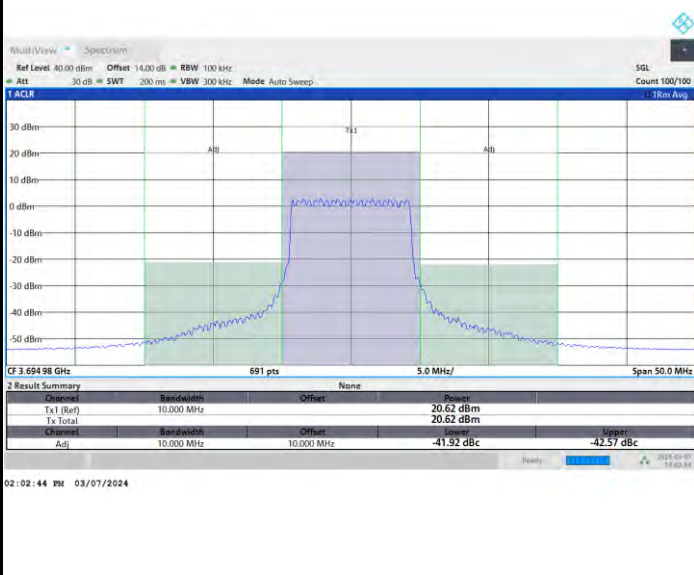 MultiView Spectrum
Ref Level 40.00 dBm Offset 14.00 dB RBW 100 kHz SGL
Att 30 dB SWT 200 ms VBW 300 kHz Mode Auto Sweep Count 100/100
1 ACLR 1Rm Avg
Tx1
30 dBm
Adj Adj
20 dBm
10 dBm
0 dBm
-10 dBm
-20 dBm
-30 dBm
-40 dBm
-50 dBm
CF 3.694 98 GHz 691 pts 5.0 MHz/ Span 50.0 MHz
2 Result Summary None
Channel Bandwidth Offset Power
Tx1 (Ref) 10.000 MHz 20.62 dBm
Tx Total 20.62 dBm
Channel Bandwidth Offset Lower Upper
Adj 10.000 MHz 10.000 MHz -41.92 dBc -42.57 dBc
Ready
02:02:44 PM 03/07/2024